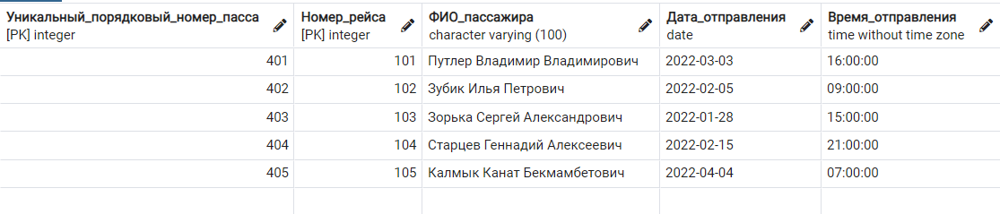 Уникальный_порядковый_номер_пасса Номер_рейса ФИО_пассажира Дата_отправления Время_отправления
[PK] integer [PK] integer character varying (100) date time without time zone
401 101 Путлер Владимир Владимирович 2022-03-03 16:00:00
402 102 Зубик Илья Петрович 2022-02-05 09:00:00
403 103 Зорька Сергей Александрович 2022-01-28 15:00:00
404 104 Старцев Геннадий Алексеевич 2022-02-15 21:00:00
405 105 Калмык Канат Бекмамбетович 2022-04-04 07:00:00